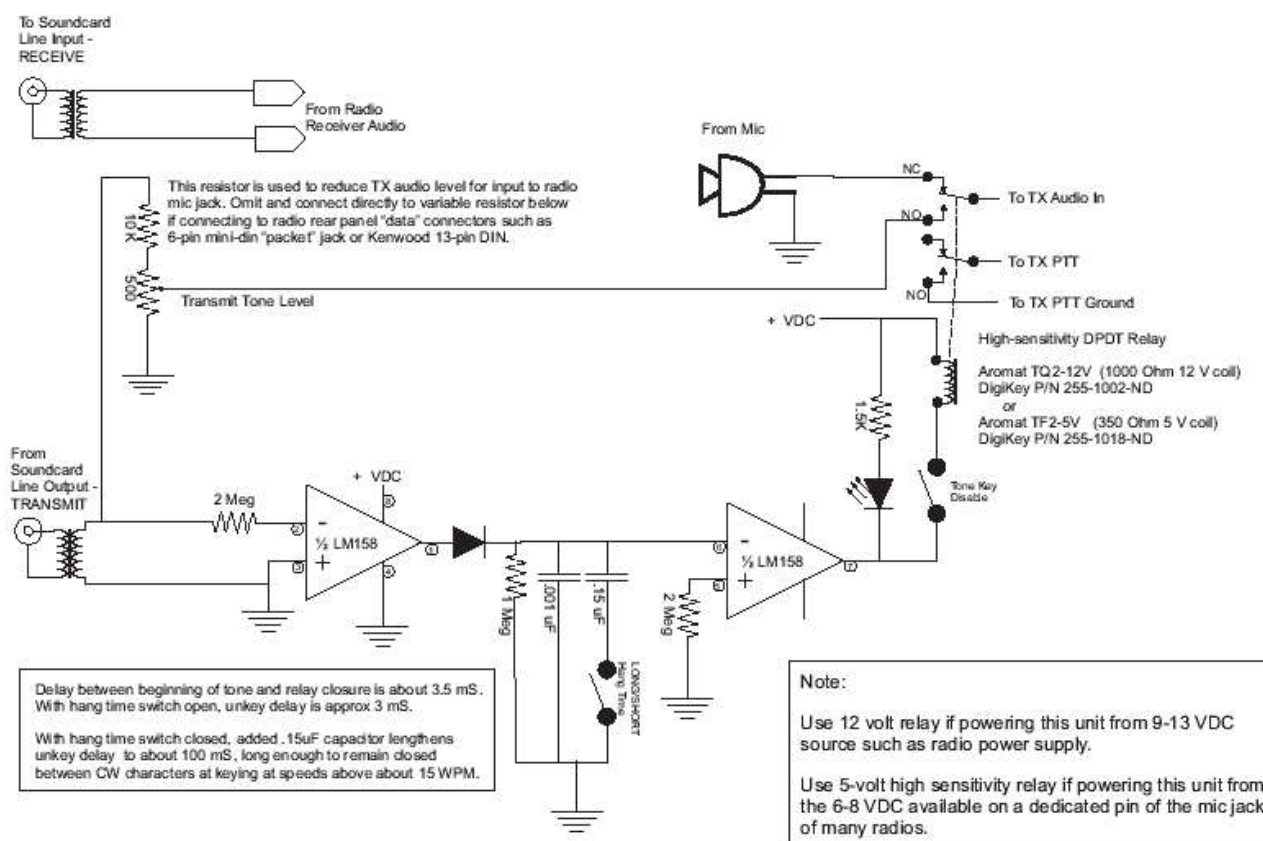 To Soundcard
Line Input -
RECEIVE
From Radio
Receiver Audio
From Mic
This resistor is used to reduce TX audio level for input to radio
mic jack. Omit and connect directly to variable resistor below
if connecting to radio rear panel "data" connectors such as
6-pin mini-din "packet" jack or Kenwood 13-pin DIN.
10 K
500
Transmit Tone Level
NC
NO
To TX Audio In
To TX PTT
NO
To TX PTT Ground
+ VDC
High-sensitivity DPDT Relay
Aromat TQ2-12V (1000 Ohm 12 V coil)
DigiKey P/N 255-1002-ND
or
Aromat TF2-5V (350 Ohm 5 V coil)
DigiKey P/N 255-1018-ND
1.5K
Tone Key
Disable
From
Soundcard
Line Output -
TRANSMIT
2 Meg
+ VDC
8
2
-
½ LM158
3
+
1
4
1 Meg
.001 uF
.15 uF
LONG/SHORT
Hang Time
6
-
½ LM158
5
+
7
2 Meg
Delay between beginning of tone and relay closure is about 3.5 mS.
With hang time switch open, unkey delay is approx 3 mS.
With hang time switch closed, added .15uF capacitor lengthens
unkey delay to about 100 mS, long enough to remain closed
between CW characters at keying at speeds above about 15 WPM.
Note:
Use 12 volt relay if powering this unit from 9-13 VDC
source such as radio power supply.
Use 5-volt high sensitivity relay if powering this unit from
the 6-8 VDC available on a dedicated pin of the mic jack
of many radios.